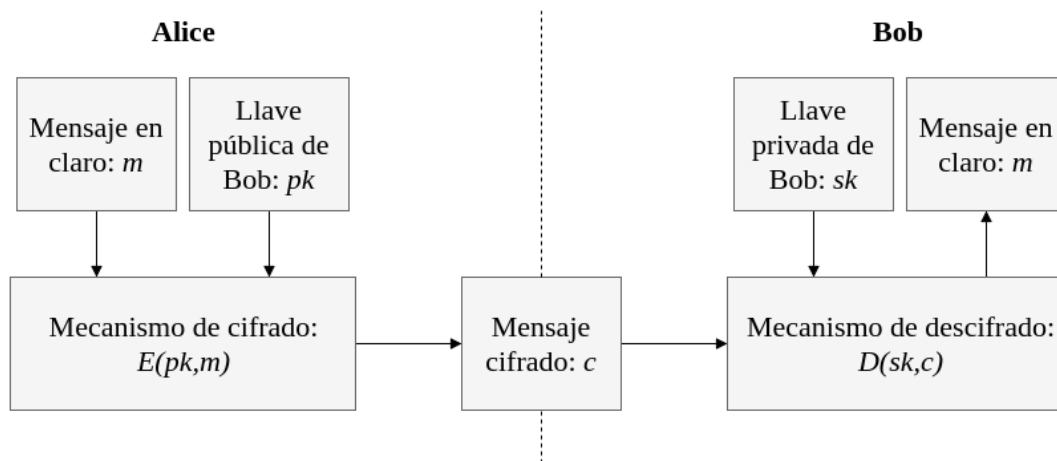 Alice
Bob
Mensaje en
claro: m
Llave
pública de
Bob: pk
Llave
privada de
Bob: sk
Mensaje en
claro: m
Mecanismo de cifrado:
E(pk,m)
Mensaje
cifrado: c
Mecanismo de descifrado:
D(sk,c)